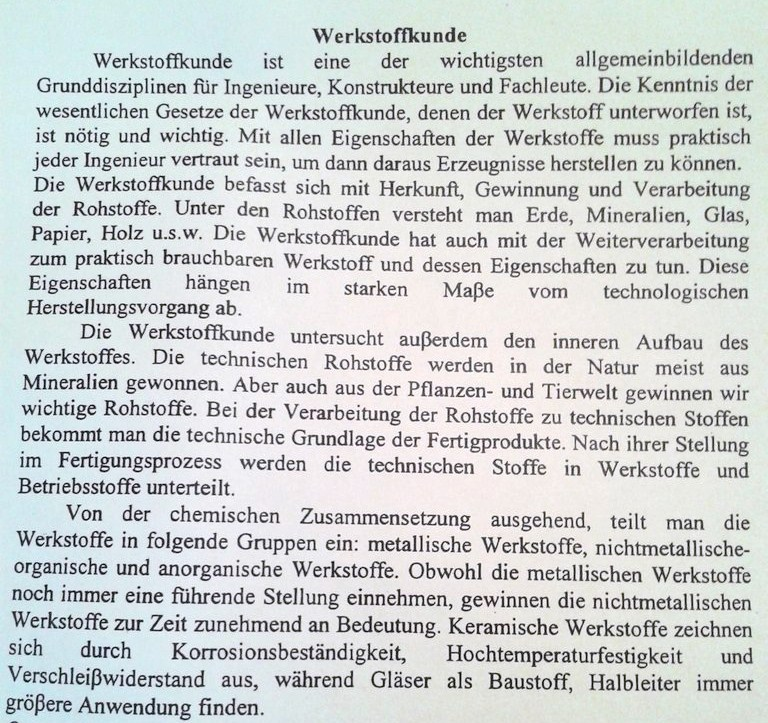 Werkstoffkunde
Werkstoffkunde ist eine der wichtigsten allgemeinbildenden
Grunddisziplinen für Ingenieure, Konstrukteure und Fachleute. Die Kenntnis der
wesentlichen Gesetze der Werkstoffkunde, denen der Werkstoff unterworfen ist,
ist nötig und wichtig. Mit allen Eigenschaften der Werkstoffe muss praktisch
jeder Ingenieur vertraut sein, um dann daraus Erzeugnisse herstellen zu können.
Die Werkstoffkunde befasst sich mit Herkunft, Gewinnung und Verarbeitung
der Rohstoffe. Unter den Rohstoffen versteht man Erde, Mineralien, Glas,
Papier, Holz u.s.w. Die Werkstoffkunde hat auch mit der Weiterverarbeitung
zum praktisch brauchbaren Werkstoff und dessen Eigenschaften zu tun. Diese
Eigenschaften hängen im starken Maße vom technologischen
Herstellungsvorgang ab.
Die Werkstoffkunde untersucht außerdem den inneren Aufbau des
Werkstoffes. Die technischen Rohstoffe werden in der Natur meist aus
Mineralien gewonnen. Aber auch aus der Pflanzen- und Tierwelt gewinnen wir
wichtige Rohstoffe. Bei der Verarbeitung der Rohstoffe zu technischen Stoffen
bekommt man die technische Grundlage der Fertigprodukte. Nach ihrer Stellung
im Fertigungsprozess werden die technischen Stoffe in Werkstoffe und
Betriebsstoffe unterteilt.
Von der chemischen Zusammensetzung ausgehend, teilt man die
Werkstoffe in folgende Gruppen ein: metallische Werkstoffe, nichtmetallische-
organische und anorganische Werkstoffe. Obwohl die metallischen Werkstoffe
noch immer eine führende Stellung einnehmen, gewinnen die nichtmetallischen
Werkstoffe zur Zeit zunehmend an Bedeutung. Keramische Werkstoffe zeichnen
sich durch Korrosionsbeständigkeit, Hochtemperaturfestigkeit und
Verschleißwiderstand aus, während Gläser als Baustoff, Halbleiter immer
größere Anwendung finden.